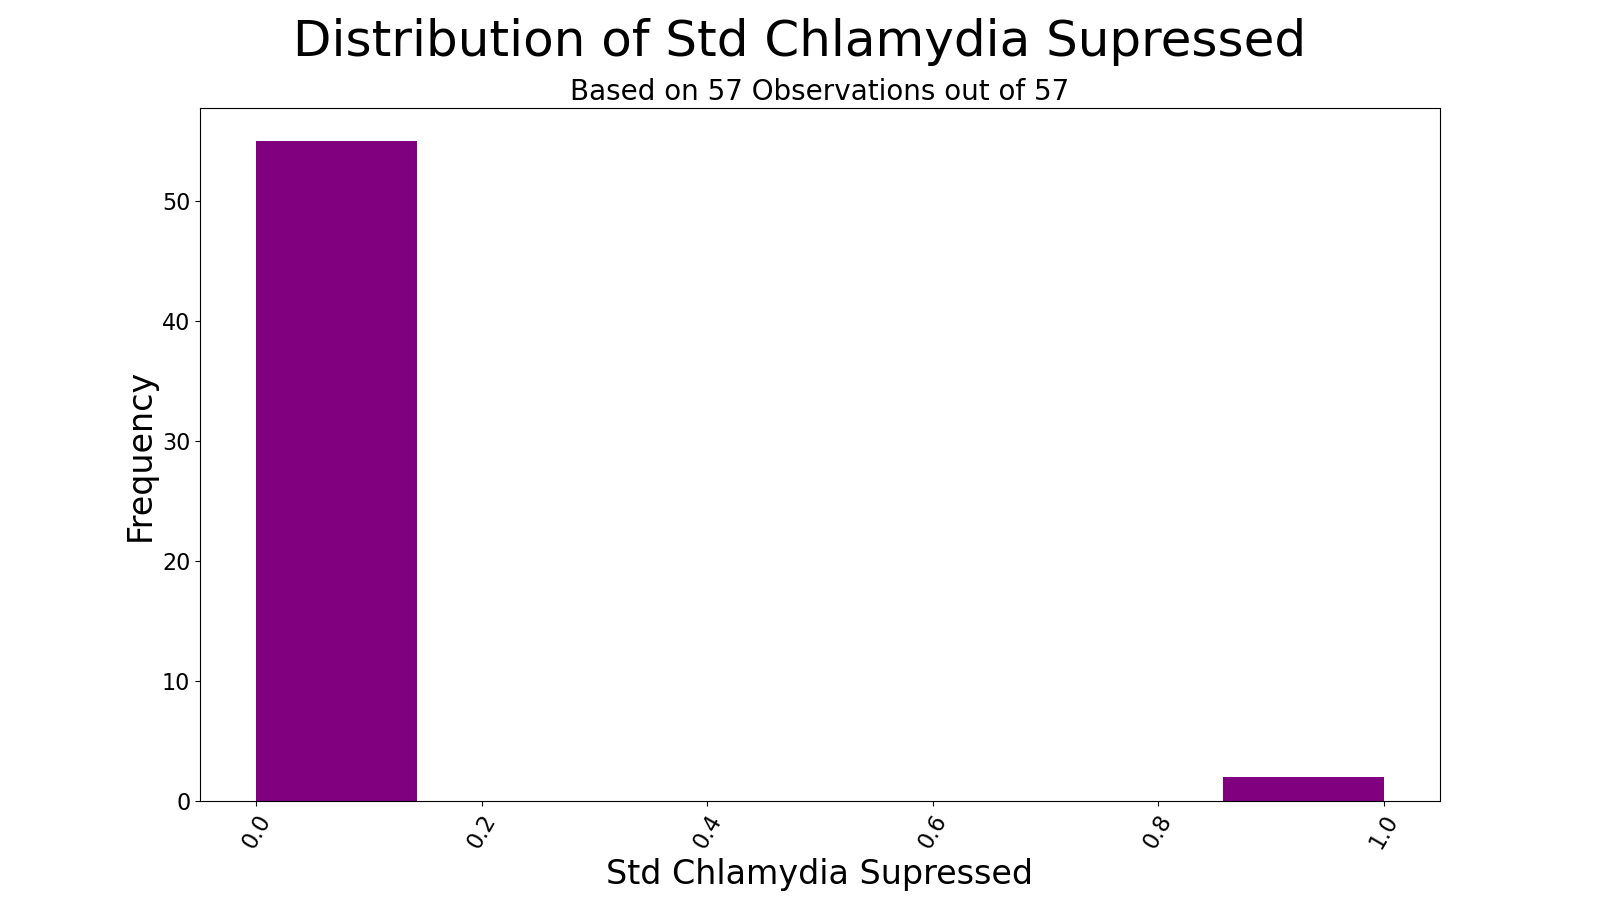 Distribution of Std Chlamydia Supressed
Based on 57 Observations out of 57
50
40
30
20
10
0
Frequency
0.0 0.2 0.4 0.6 0.8 1.0
Std Chlamydia Supressed